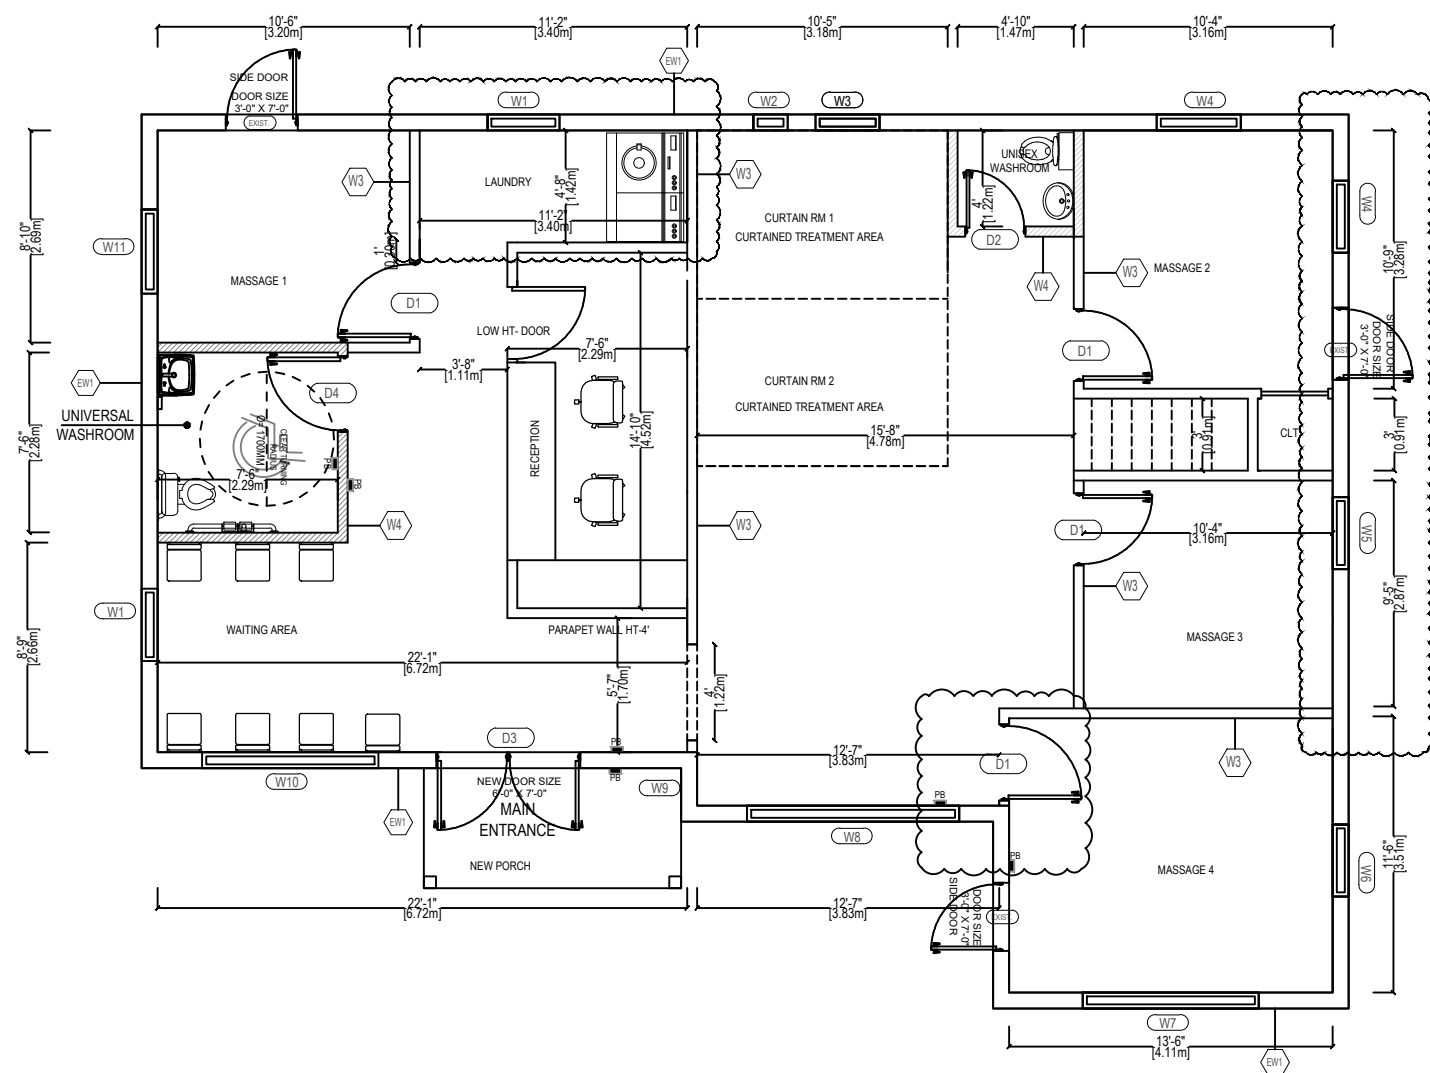 10'-6"
[3.20m]
11'-2"
[3.40m]
10'-5"
[3.18m]
4'-10"
[1.47m]
10'-4"
[3.16m]
SIDE DOOR
DOOR SIZE
3'-0" X 7'-0"
EXIST.
EW1
W1
W2
W3
W4
8'-10"
[2.69m]
W11
W3
MASSAGE 1
LAUNDRY
4'-8"
[1.42m]
11'-2"
[3.40m]
1'
D1
W3
CURTAIN RM 1
CURTAINED TREATMENT AREA
UNISEX
WASHROOM
4'
[1.22m]
D2
W4
W3
MASSAGE 2
W4
10'-9"
[3.28m]
SIDE DOOR
DOOR SIZE
3'-0" X 7'-0"
EXIST.
LOW HT- DOOR
7'-6"
[2.29m]
3'-8"
[1.11m]
D1
EW1
UNIVERSAL
WASHROOM
7'-6"
[2.28m]
D4
Ø= 1700MM
CLEAR TURNING
RADIUS
7'-6"
[2.29m]
PB
PB
W4
RECEPTION
14'-10"
[4.52m]
CURTAIN RM 2
CURTAINED TREATMENT AREA
15'-8"
[4.78m]
3'
[0.91m]
CLT
3'
[0.91m]
W3
D1
10'-4"
[3.16m]
W5
W3
9'-5"
[2.87m]
MASSAGE 3
W1
8'-9"
[2.66m]
WAITING AREA
PARAPET WALL HT-4'
22'-1"
[6.72m]
5'-7"
[1.70m]
4'
[1.22m]
D3
PB
PB
12'-7"
[3.83m]
D1
W3
W10
NEW DOOR SIZE
6'-0" X 7'-0"
MAIN
ENTRANCE
W9
PB
EW1
W8
NEW PORCH
PB
MASSAGE 4
W6
11'-6"
[3.51m]
22'-1"
[6.72m]
12'-7"
[3.83m]
SIDE DOOR
DOOR SIZE
3'-0" X 7'-0"
EXIST.
W7
13'-6"
[4.11m]
EW1